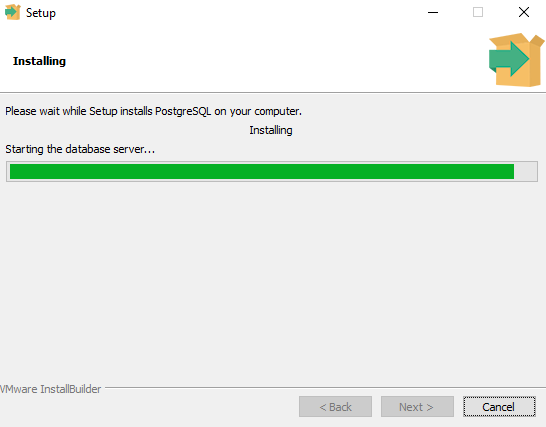 Setup
Installing
Please wait while Setup installs PostgreSQL on your computer.
Installing
Starting the database server...
VMware InstallBuilder
< Back
Next >
Cancel